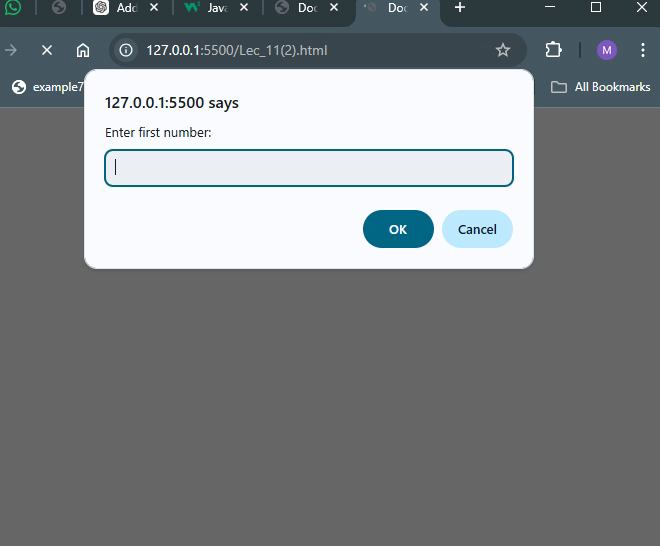 Add
Java
Doc
Doc
127.0.0.1:5500/Lec_11(2).html
M
example7
All Bookmarks
127.0.0.1:5500 says
Enter first number:
OK
Cancel